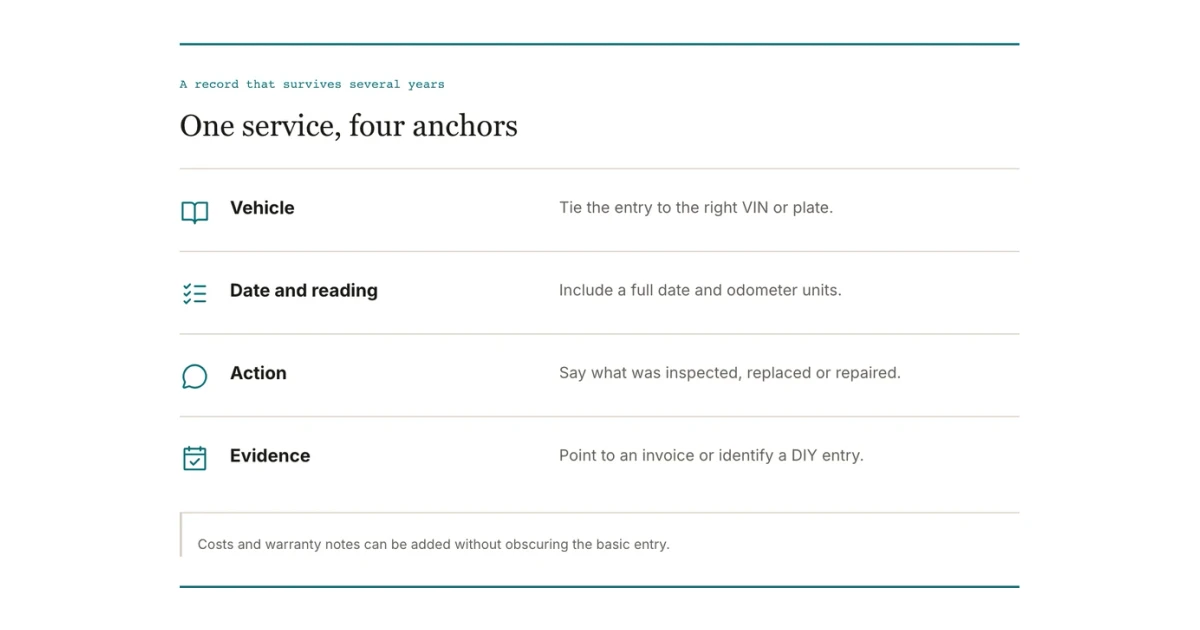 A record that survives several years
One service, four anchors
Vehicle
Tie the entry to the right VIN or plate.
Date and reading
Include a full date and odometer units.
Action
Say what was inspected, replaced or repaired.
Evidence
Point to an invoice or identify a DIY entry.
Costs and warranty notes can be added without obscuring the basic entry.